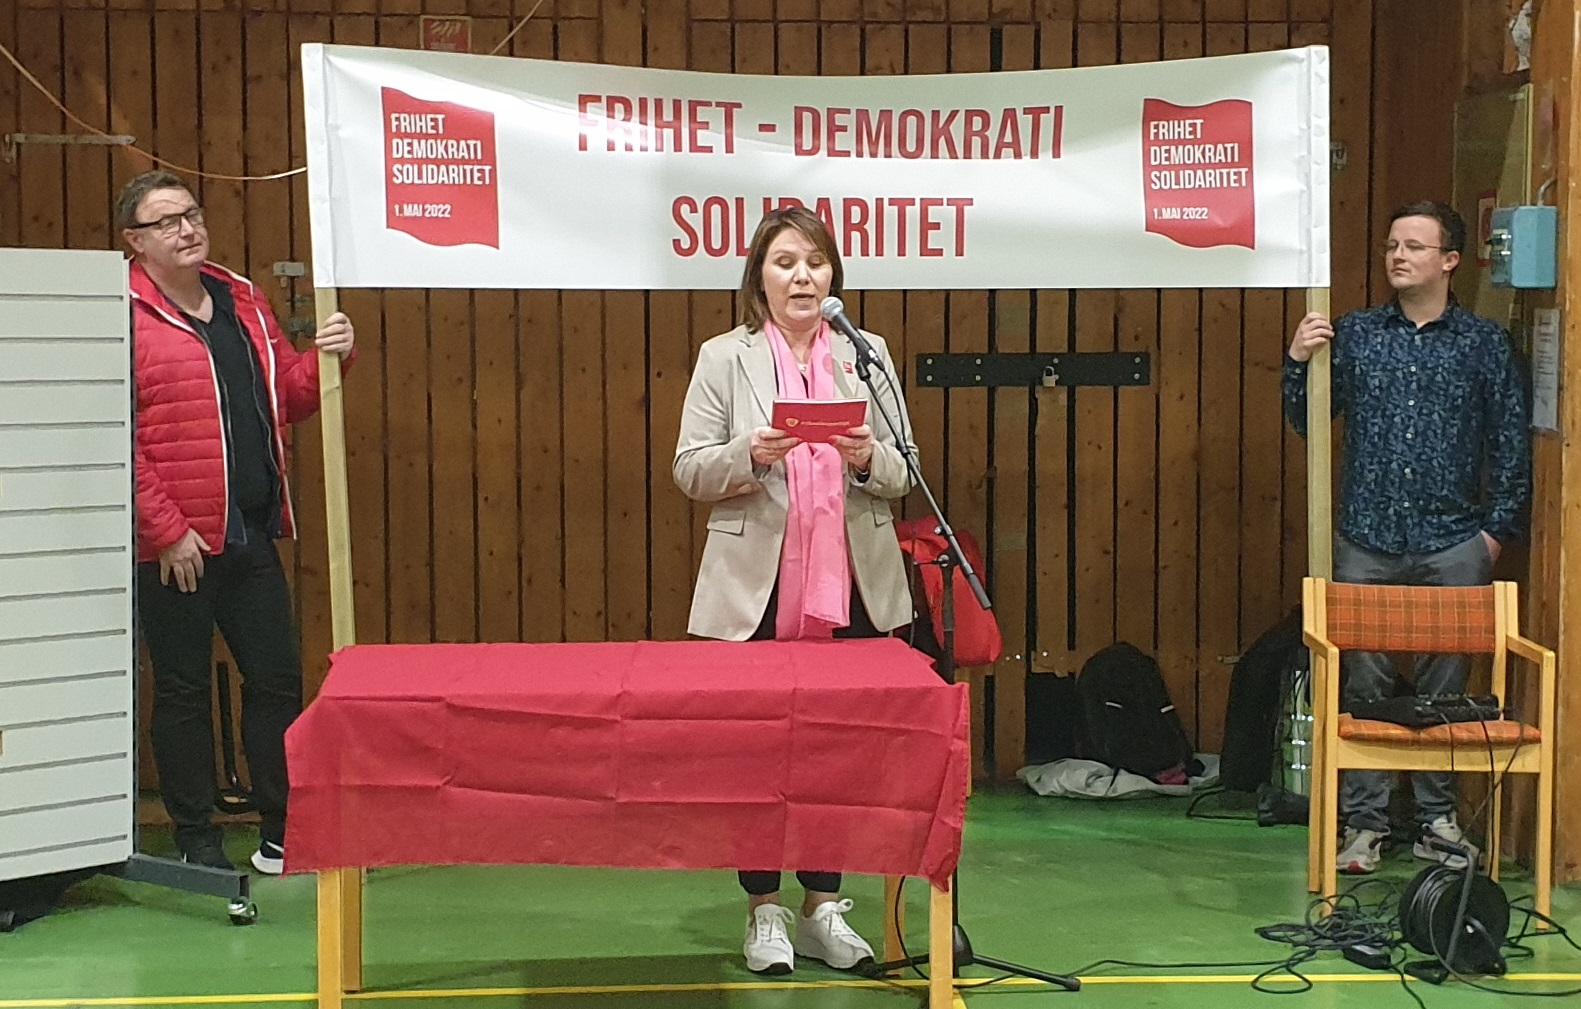 FRIHET - DEMOKRATI
SOLIDARITET
FRIHET
DEMOKRATI
SOLIDARITET
1. MAI 2022
FRIHET
DEMOKRATI
SOLIDARITET
1. MAI 2022